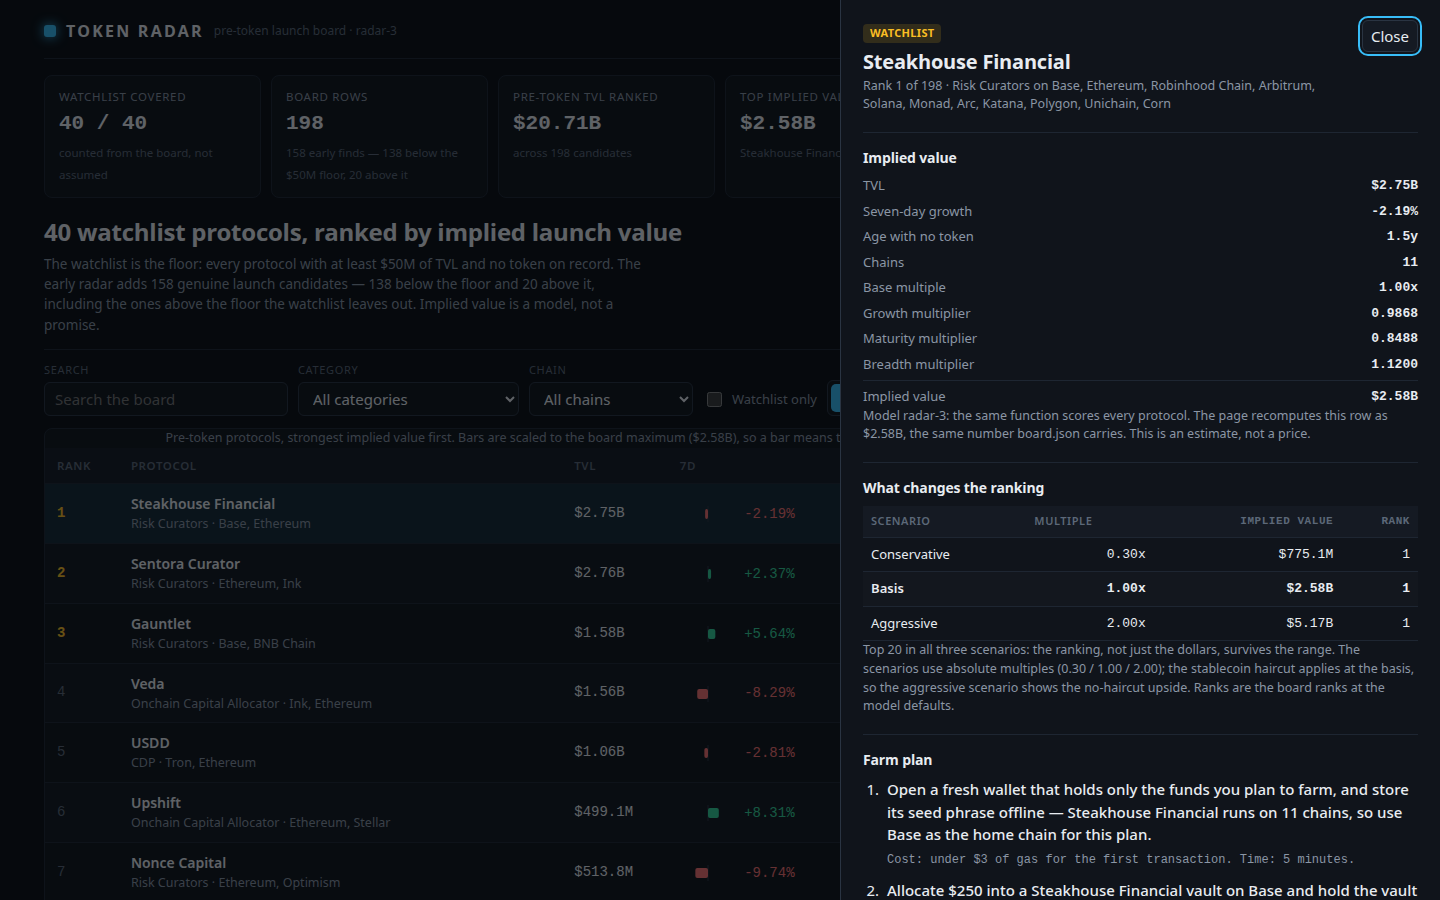 TOKEN RADAR pre-token launch board · radar-3
WATCHLIST COVERED
40 / 40
counted from the board, not
assumed
BOARD ROWS
198
158 early finds — 138 below the
$50M floor, 20 above it
PRE-TOKEN TVL RANKED
$20.71B
across 198 candidates
TOP IMPLIED
$2.58B
Steakhouse
40 watchlist protocols, ranked by implied launch value
The watchlist is the floor: every protocol with at least $50M of TVL and no token on record. The
early radar adds 158 genuine launch candidates — 138 below the floor and 20 above it,
including the ones above the floor the watchlist leaves out. Implied value is a model, not a
promise.
SEARCH
Search the board
CATEGORY
All categories
CHAIN
All chains
Watchlist only
Pre-token protocols, strongest implied value first. Bars are scaled to the board maximum ($2.58B), so a bar means
RANK PROTOCOL TVL 7D
1 Steakhouse Financial $2.75B -2.19%
Risk Curators · Base, Ethereum
2 Sentora Curator $2.76B +2.37%
Risk Curators · Ethereum, Ink
3 Gauntlet $1.58B +5.64%
Risk Curators · Base, BNB Chain
4 Veda $1.56B -8.29%
Onchain Capital Allocator · Ink, Ethereum
5 USDD $1.06B -2.81%
CDP · Tron, Ethereum
6 Upshift $499.1M +8.31%
Onchain Capital Allocator · Ethereum, Stellar
7 Nonce Capital $513.8M -9.74%
Risk Curators · Ethereum, Optimism
WATCHLIST
Close
Steakhouse Financial
Rank 1 of 198 · Risk Curators on Base, Ethereum, Robinhood Chain, Arbitrum,
Solana, Monad, Arc, Katana, Polygon, Unichain, Corn
Implied value
TVL $2.75B
Seven-day growth -2.19%
Age with no token 1.5y
Chains 11
Base multiple 1.00x
Growth multiplier 0.9868
Maturity multiplier 0.8488
Breadth multiplier 1.1200
Implied value $2.58B
Model radar-3: the same function scores every protocol. The page recomputes this row as
$2.58B, the same number board.json carries. This is an estimate, not a price.
What changes the ranking
SCENARIO MULTIPLE IMPLIED VALUE RANK
Conservative 0.30x $775.1M 1
Basis 1.00x $2.58B 1
Aggressive 2.00x $5.17B 1
Top 20 in all three scenarios: the ranking, not just the dollars, survives the range. The
scenarios use absolute multiples (0.30 / 1.00 / 2.00); the stablecoin haircut applies at the basis,
so the aggressive scenario shows the no-haircut upside. Ranks are the board ranks at the
model defaults.
Farm plan
1. Open a fresh wallet that holds only the funds you plan to farm, and store
its seed phrase offline — Steakhouse Financial runs on 11 chains, so use
Base as the home chain for this plan.
Cost: under $3 of gas for the first transaction. Time: 5 minutes.
2. Allocate $250 into a Steakhouse Financial vault on Base and hold the vault